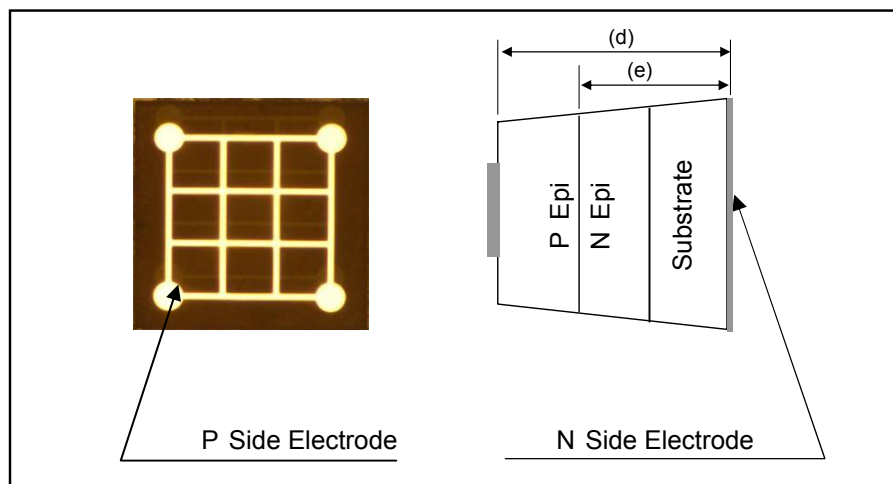 (d)
(e)
P Epi
N Epi
Substrate
P Side Electrode
N Side Electrode